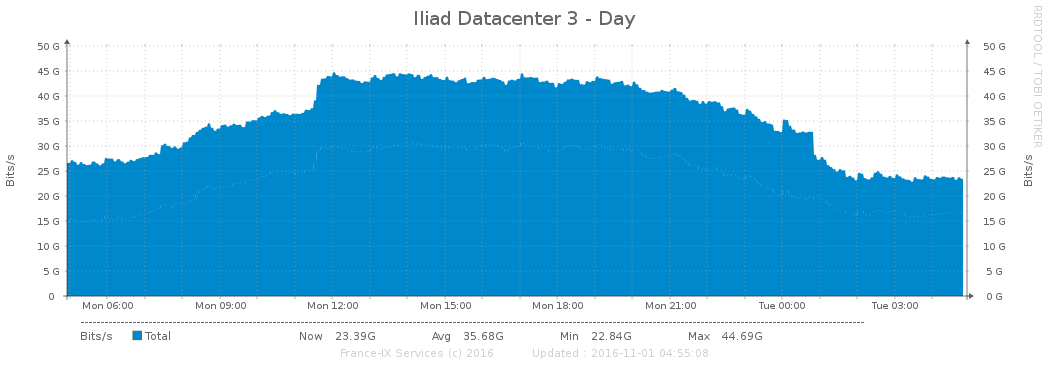 Iliad Datacenter 3 - Day
RRDTOOL / TOBI OETIKER
Bits/s
Bits/s
50 G 50 G
45 G 45 G
40 G 40 G
35 G 35 G
30 G 30 G
25 G 25 G
20 G 20 G
15 G 15 G
10 G 10 G
5 G 5 G
0 0 G
Mon 06:00 Mon 09:00 Mon 12:00 Mon 15:00 Mon 18:00 Mon 21:00 Tue 00:00 Tue 03:00
Bits/s Total Now 23.39G Avg 35.68G Min 22.84G Max 44.69G
France-IX Services (c) 2016 Updated : 2016-11-01 04:55:08